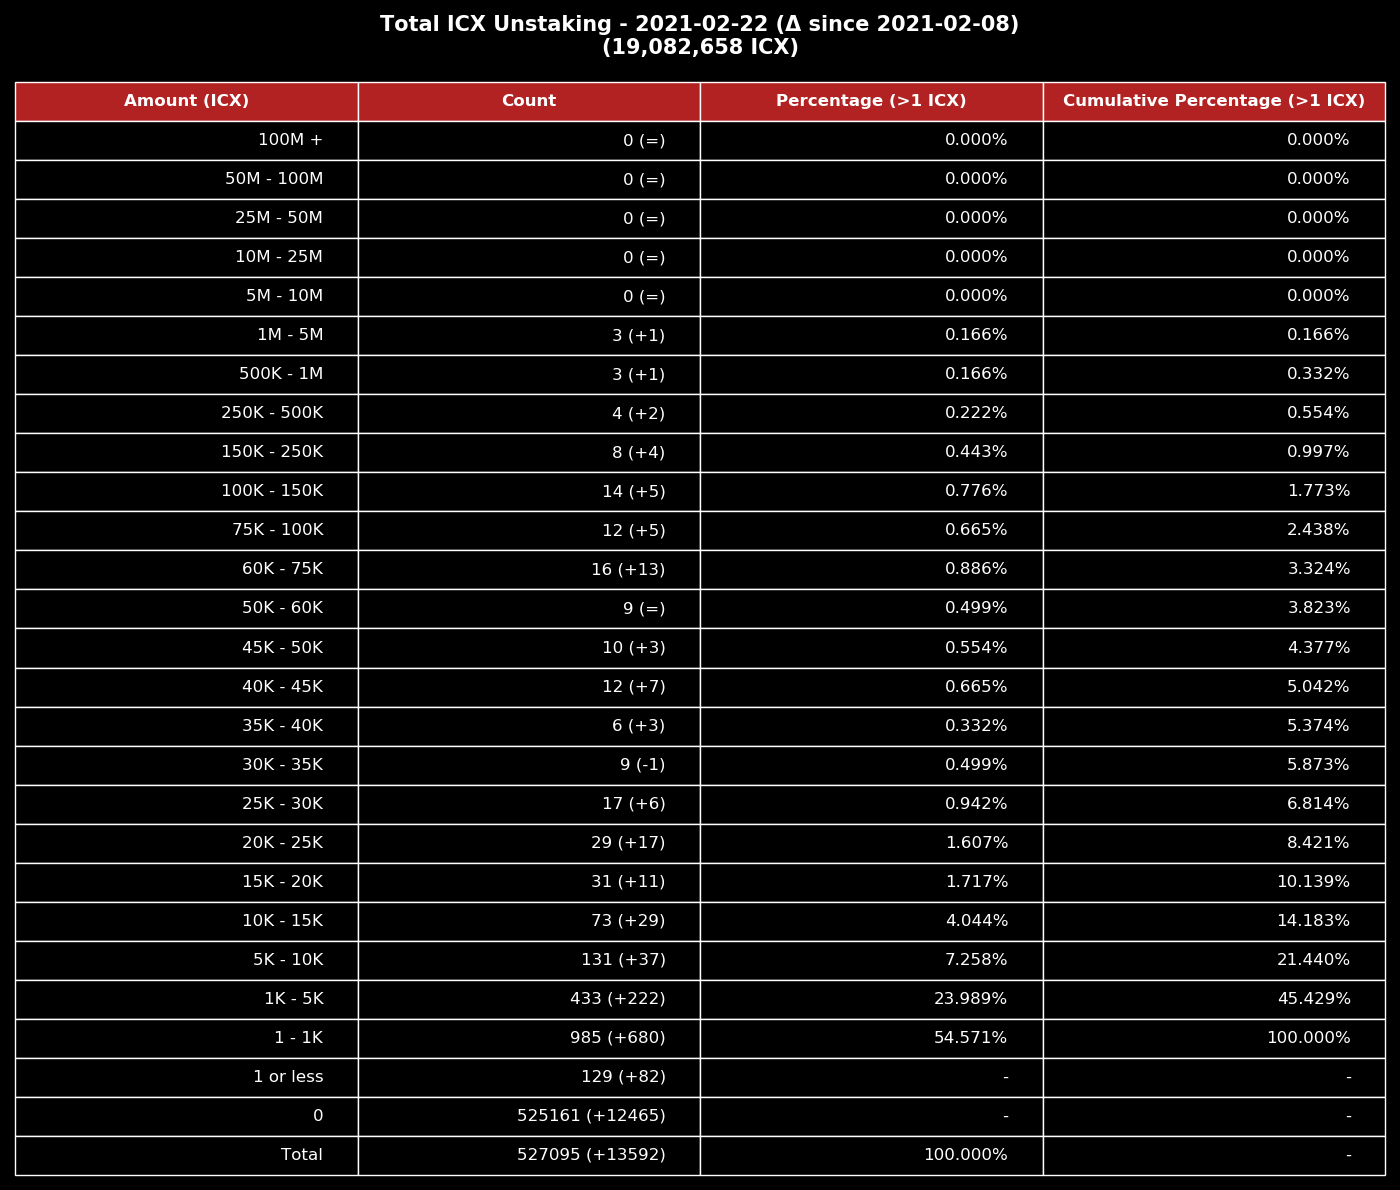 Total ICX Unstaking - 2021-02-22 (Δ since 2021-02-08)
(19,082,658 ICX)
Amount (ICX) Count Percentage (>1 ICX) Cumulative Percentage (>1 ICX)
100M + 0 (=) 0.000% 0.000%
50M - 100M 0 (=) 0.000% 0.000%
25M - 50M 0 (=) 0.000% 0.000%
10M - 25M 0 (=) 0.000% 0.000%
5M - 10M 0 (=) 0.000% 0.000%
1M - 5M 3 (+1) 0.166% 0.166%
500K - 1M 3 (+1) 0.166% 0.332%
250K - 500K 4 (+2) 0.222% 0.554%
150K - 250K 8 (+4) 0.443% 0.997%
100K - 150K 14 (+5) 0.776% 1.773%
75K - 100K 12 (+5) 0.665% 2.438%
60K - 75K 16 (+13) 0.886% 3.324%
50K - 60K 9 (=) 0.499% 3.823%
45K - 50K 10 (+3) 0.554% 4.377%
40K - 45K 12 (+7) 0.665% 5.042%
35K - 40K 6 (+3) 0.332% 5.374%
30K - 35K 9 (-1) 0.499% 5.873%
25K - 30K 17 (+6) 0.942% 6.814%
20K - 25K 29 (+17) 1.607% 8.421%
15K - 20K 31 (+11) 1.717% 10.139%
10K - 15K 73 (+29) 4.044% 14.183%
5K - 10K 131 (+37) 7.258% 21.440%
1K - 5K 433 (+222) 23.989% 45.429%
1 - 1K 985 (+680) 54.571% 100.000%
1 or less 129 (+82) - -
0 525161 (+12465) - -
Total 527095 (+13592) 100.000% -